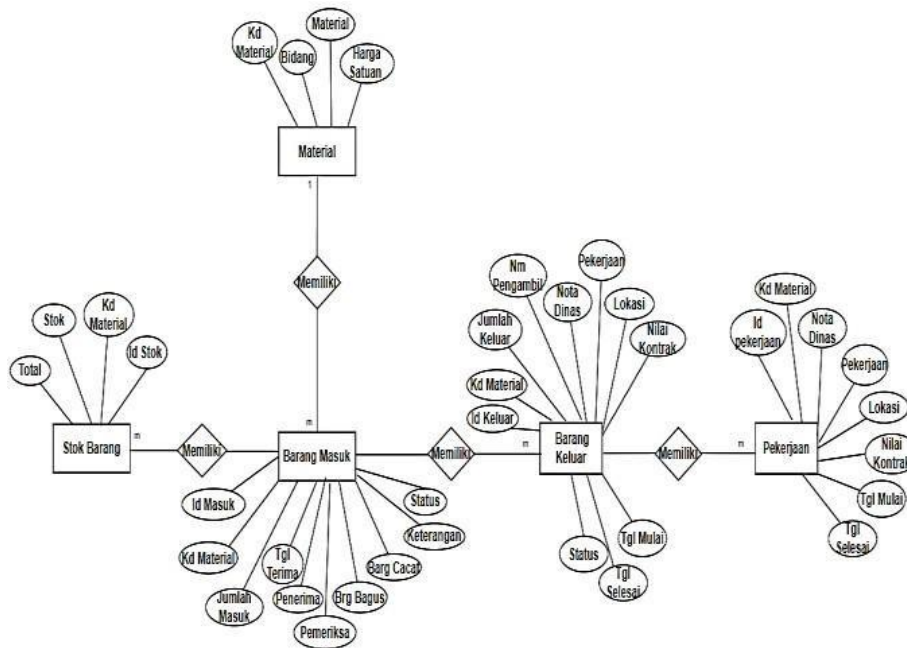 Kd
Material
Bidang
Material
Harga
Satuan
Material
1
Memiliki
m
Total
Stok
Kd
Material
Id Stok
Stok Barang
m
Memiliki
Barang Masuk
Id Masuk
Kd Material
Jumlah
Masuk
Tgl
Terima
Penerima
Pemeriksa
Brg Bagus
Barg Cacat
Keterangan
Status
Memiliki
m
Id Keluar
Kd Material
Jumlah
Keluar
Nm
Pengambil
Nota
Dinas
Pekerjaan
Lokasi
Nilai
Kontrak
Barang
Keluar
Status
Tgl
Selesai
Tgl Mulai
Memiliki
m
Id
pekerjaan
Kd Material
Nota
Dinas
Pekerjaan
Lokasi
Nilai
Kontrak
Tgl Mulai
Tgl
Selesai
Pekerjaan